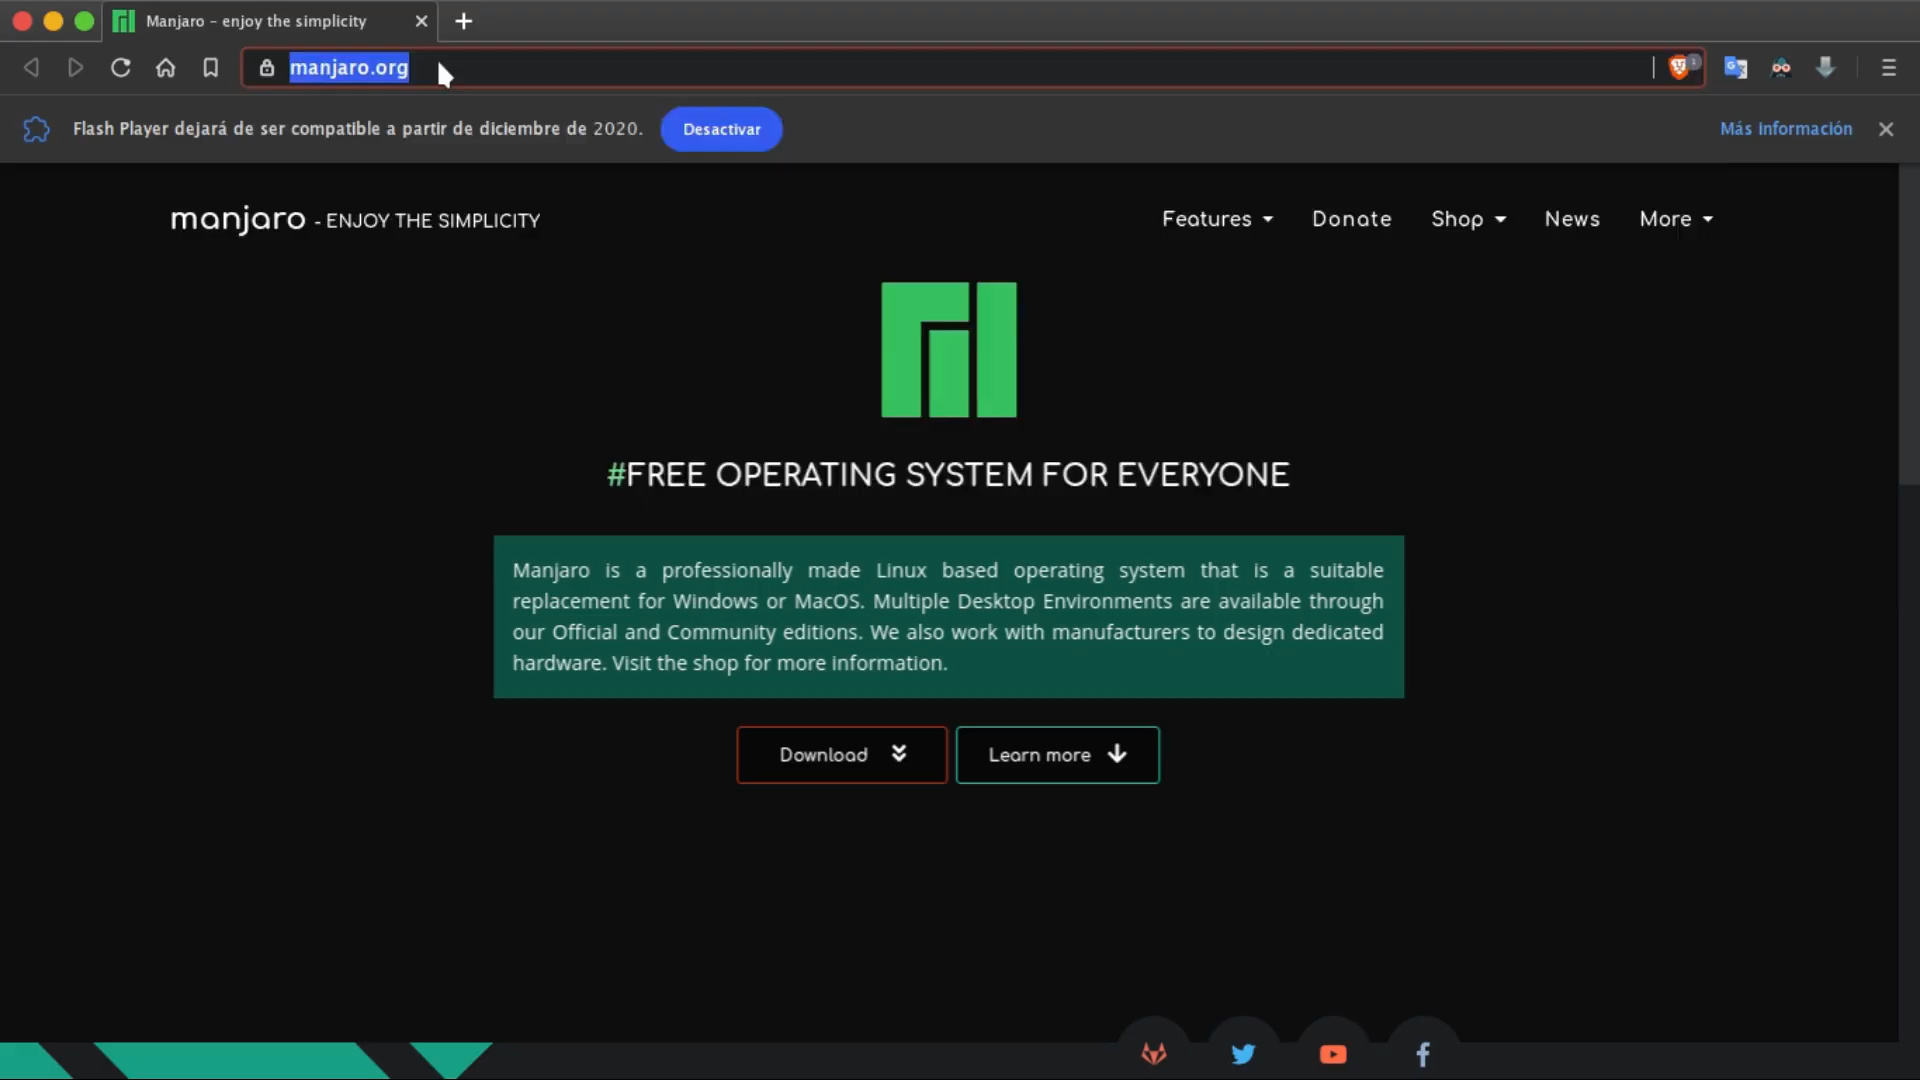 Manjaro – enjoy the simplicity
manjaro.org
1
Flash Player dejará de ser compatible a partir de diciembre de 2020.
Desactivar
Más información
manjaro - ENJOY THE SIMPLICITY
Features
Donate
Shop
News
More
#FREE OPERATING SYSTEM FOR EVERYONE
Manjaro is a professionally made Linux based operating system that is a suitable
replacement for Windows or MacOS. Multiple Desktop Environments are available through
our Official and Community editions. We also work with manufacturers to design dedicated
hardware. Visit the shop for more information.
Download
Learn more